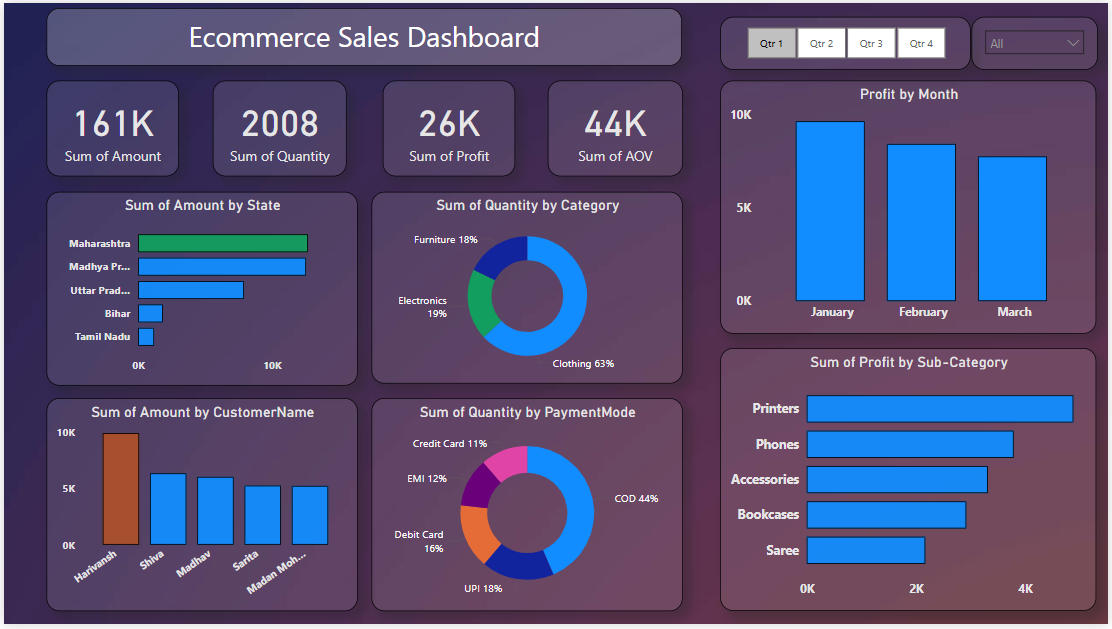 Ecommerce Sales Dashboard
Qtr 1
Qtr 2
Qtr 3
Qtr 4
All
161K
Sum of Amount
2008
Sum of Quantity
26K
Sum of Profit
44K
Sum of AOV
Profit by Month
10K
5K
0K
January
February
March
Sum of Amount by State
Maharashtra
Madhya Pr...
Uttar Prad...
Bihar
Tamil Nadu
0K
10K
Sum of Quantity by Category
Furniture 18%
Electronics
19%
Clothing 63%
Sum of Profit by Sub-Category
Printers
Phones
Accessories
Bookcases
Saree
0K
2K
4K
Sum of Amount by CustomerName
10K
5K
0K
Harivansh
Shiva
Madhav
Sarita
Madan Moh...
Sum of Quantity by PaymentMode
Credit Card 11%
EMI 12%
COD 44%
Debit Card
16%
UPI 18%